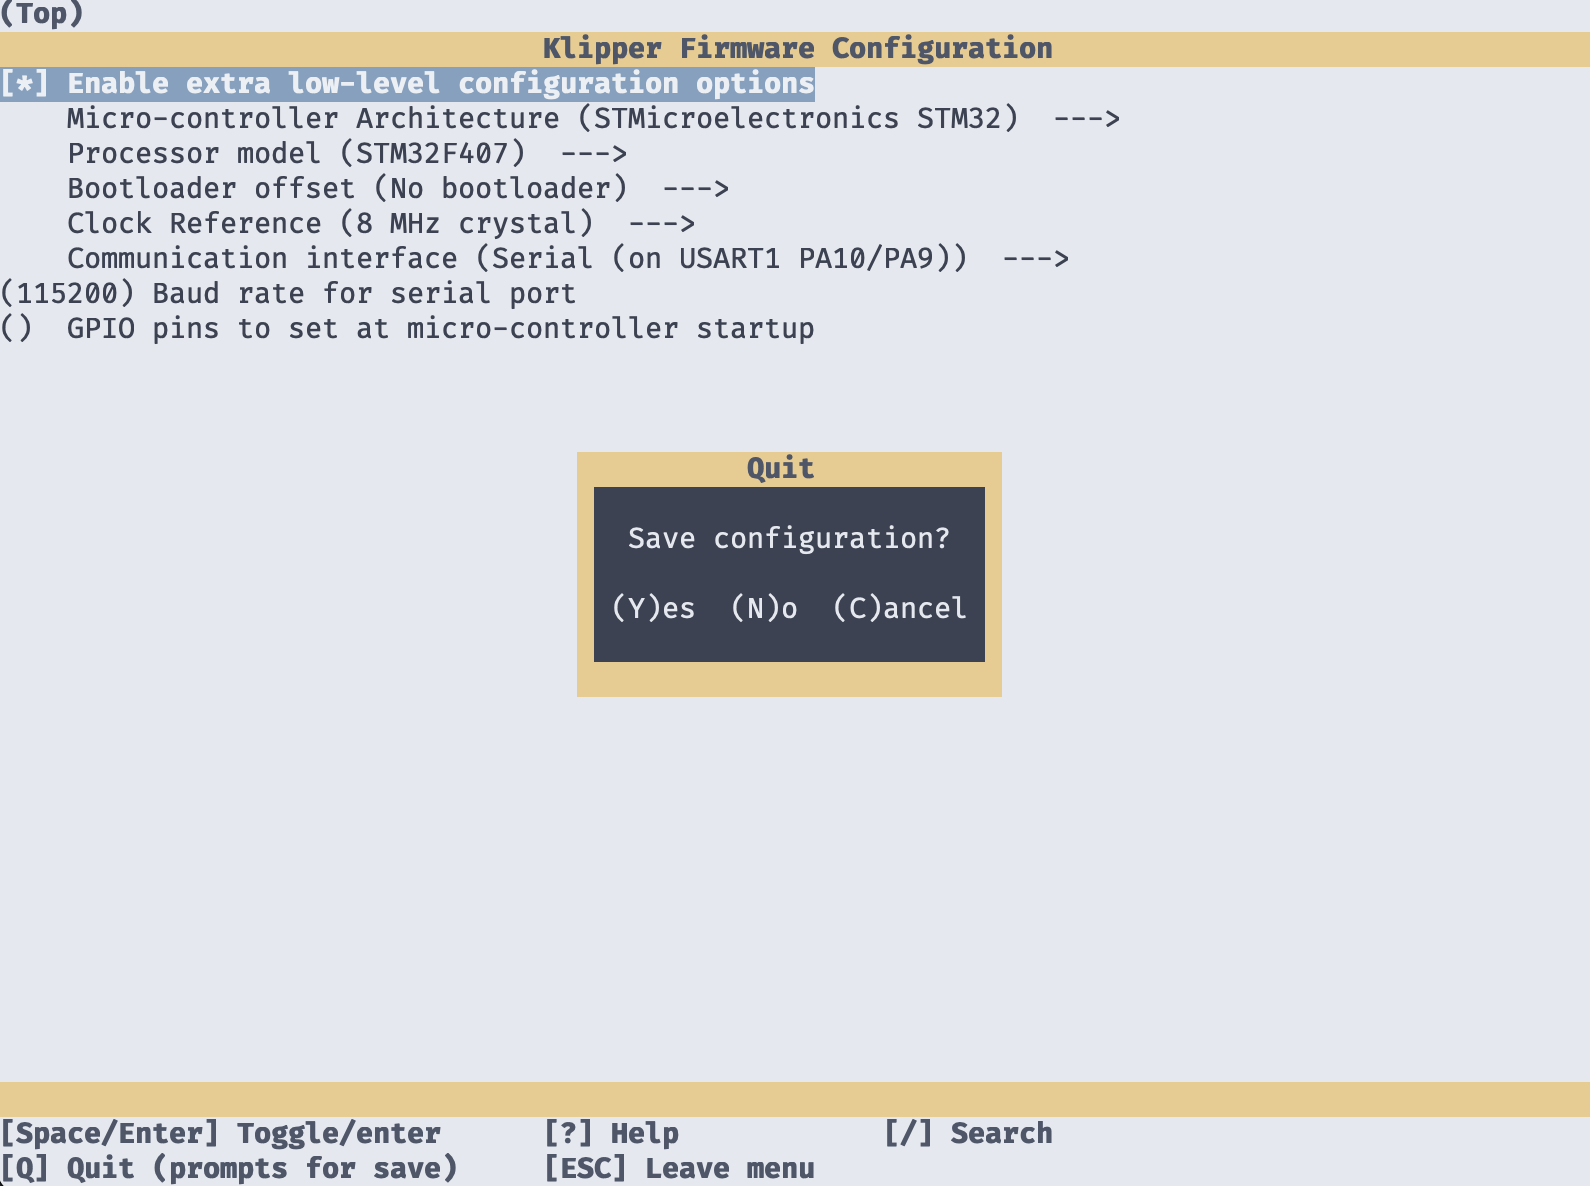 (Top)
Klipper Firmware Configuration
[*] Enable extra low-level configuration options
Micro-controller Architecture (STMicroelectronics STM32)  --->
Processor model (STM32F407)  --->
Bootloader offset (No bootloader)  --->
Clock Reference (8 MHz crystal)  --->
Communication interface (Serial (on USART1 PA10/PA9))  --->
(115200) Baud rate for serial port
()  GPIO pins to set at micro-controller startup
Quit
Save configuration?
(Y)es  (N)o  (C)ancel
[Space/Enter] Toggle/enter      [?] Help            [/] Search
[Q] Quit (prompts for save)     [ESC] Leave menu